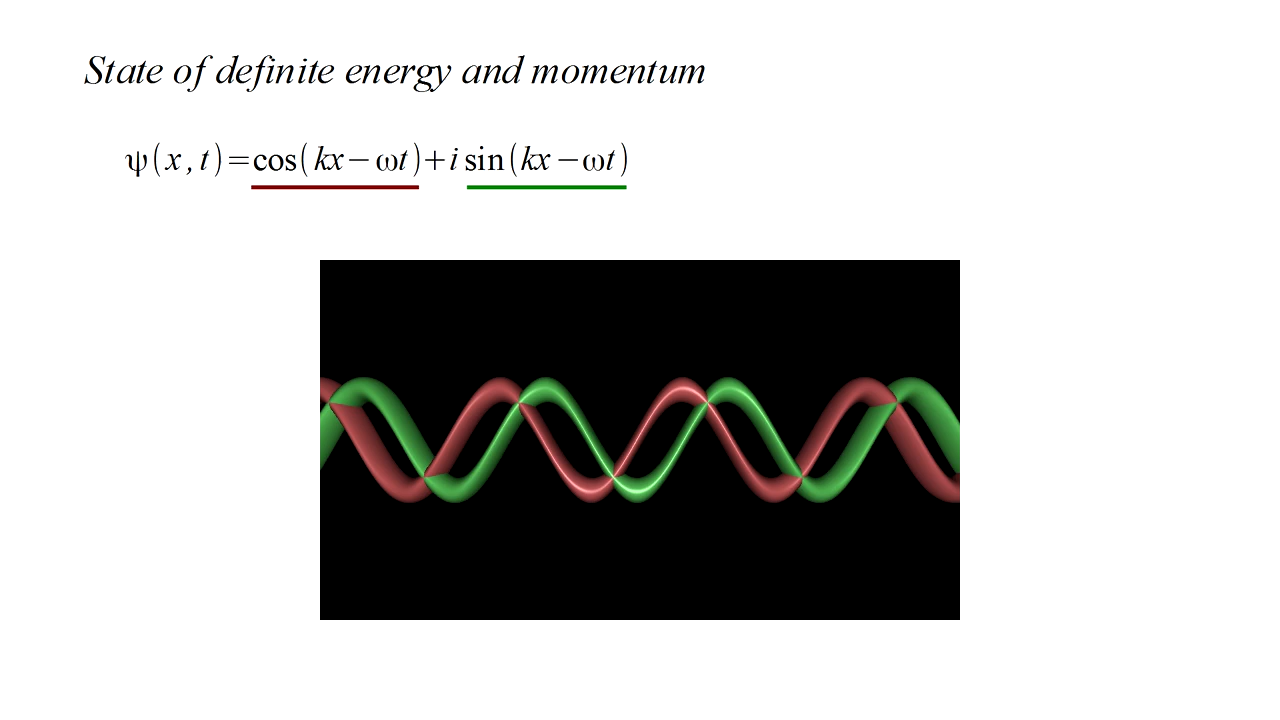 State of definite energy and momentum
ψ(x,t)=cos(kx−ωt)+i sin(kx−ωt)